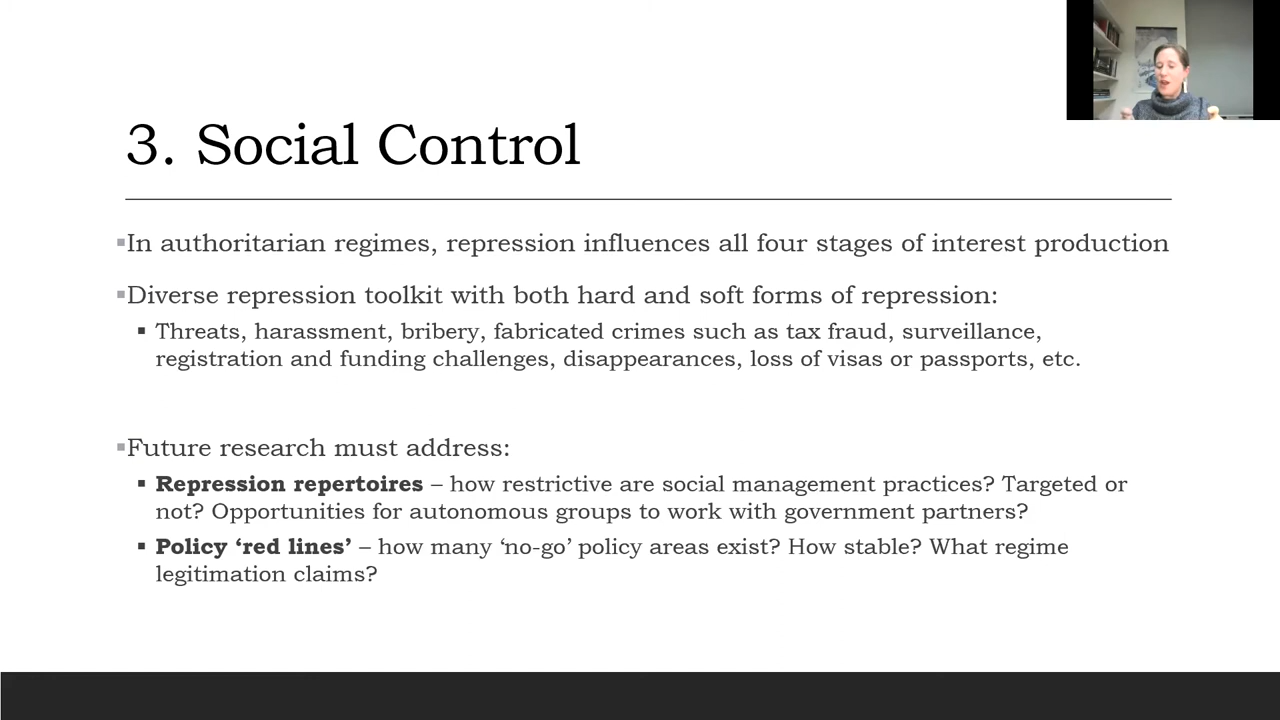 3. Social Control
▪In authoritarian regimes, repression influences all four stages of interest production
▪Diverse repression toolkit with both hard and soft forms of repression:
▪ Threats, harassment, bribery, fabricated crimes such as tax fraud, surveillance,
registration and funding challenges, disappearances, loss of visas or passports, etc.
▪Future research must address:
▪ Repression repertoires – how restrictive are social management practices? Targeted or
not? Opportunities for autonomous groups to work with government partners?
▪ Policy ‘red lines’ – how many ‘no-go’ policy areas exist? How stable? What regime
legitimation claims?